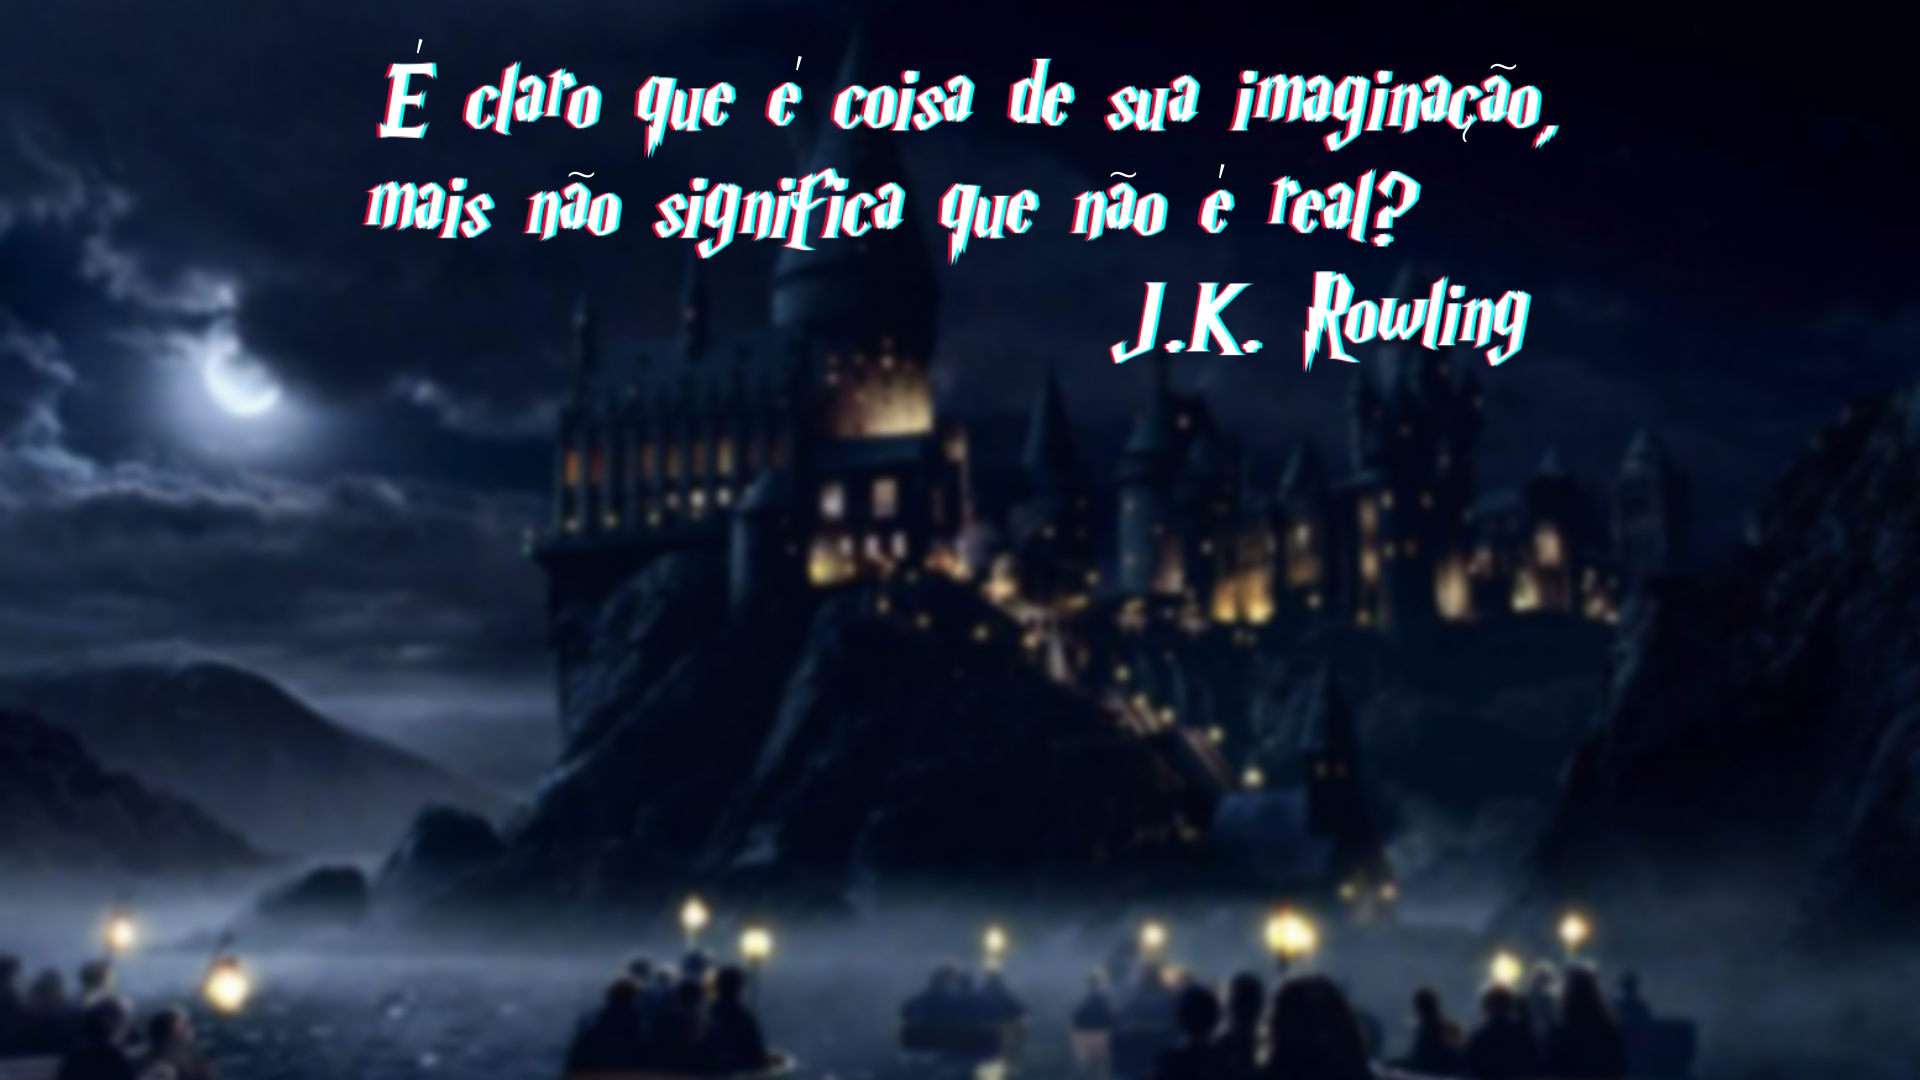 É claro que é coisa de sua imaginação,
mais não significa que não é real?
J.K. Rowling